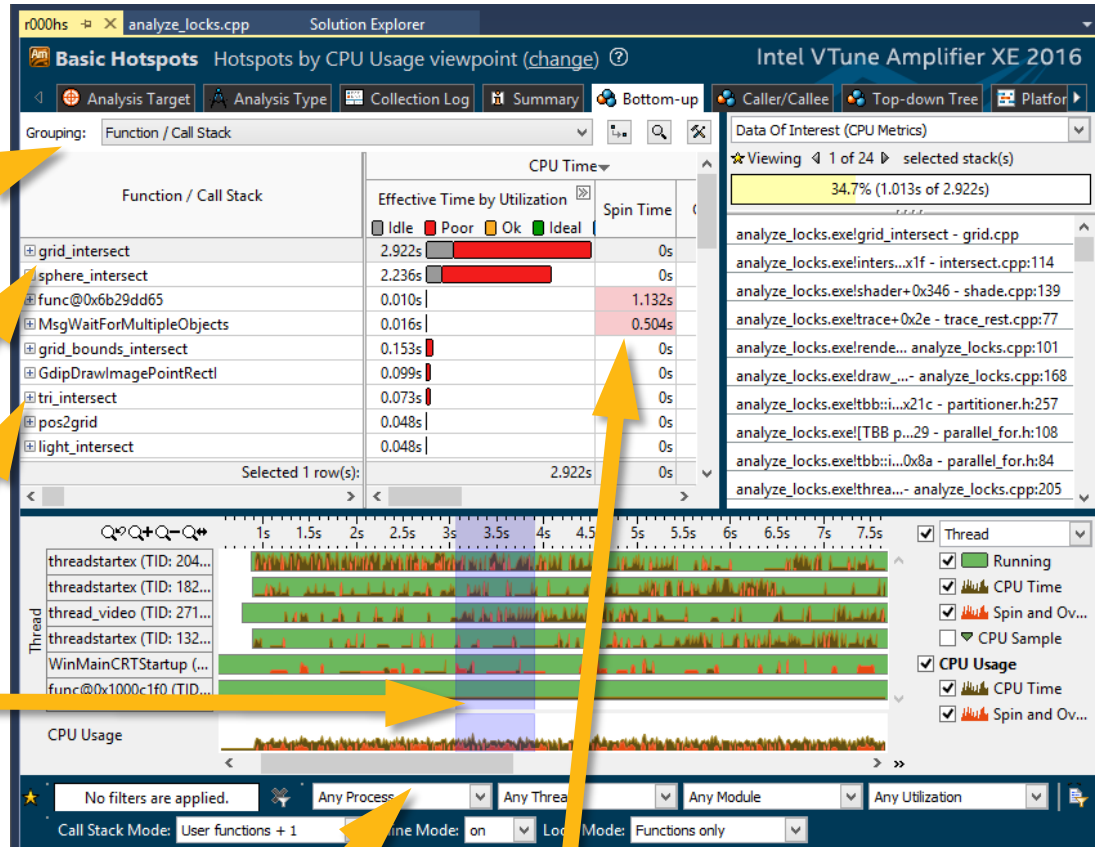 r000hs analyze_locks.cpp Solution Explorer
Basic Hotspots Hotspots by CPU Usage viewpoint (change) ? Intel VTune Amplifier XE 2016
Analysis Target Analysis Type Collection Log Summary Bottom-up Caller/Callee Top-down Tree Platfor
Grouping: Function / Call Stack
Data Of Interest (CPU Metrics)
Viewing 1 of 24 selected stack(s)
34.7% (1.013s of 2.922s)
Function / Call Stack
CPU Time
Effective Time by Utilization
Spin Time
Idle Poor Ok Ideal
grid_intersect 2.922s 0s
sphere_intersect 2.236s 0s
func@0x6b29dd65 0.010s 1.132s
MsgWaitForMultipleObjects 0.016s 0.504s
grid_bounds_intersect 0.153s 0s
GdipDrawImagePointRectI 0.099s 0s
tri_intersect 0.073s 0s
pos2grid 0.048s 0s
light_intersect 0.048s 0s
Selected 1 row(s): 2.922s 0s
analyze_locks.exe!grid_intersect - grid.cpp
analyze_locks.exe!inters...x1f - intersect.cpp:114
analyze_locks.exe!shader+0x346 - shade.cpp:139
analyze_locks.exe!trace+0x2e - trace_rest.cpp:77
analyze_locks.exe!rende... analyze_locks.cpp:101
analyze_locks.exe!draw_...- analyze_locks.cpp:168
analyze_locks.exe!tbb::i...x21c - partitioner.h:257
analyze_locks.exe![TBB p...29 - parallel_for.h:108
analyze_locks.exe!tbb::i...0x8a - parallel_for.h:84
analyze_locks.exe!threa...- analyze_locks.cpp:205
1s 1.5s 2s 2.5s 3s 3.5s 4s 4.5 5s 5.5s 6s 6.5s 7s 7.5s
Thread
threadstartex (TID: 204...
threadstartex (TID: 182...
thread_video (TID: 271...
threadstartex (TID: 132...
WinMainCRTStartup (...
func@0x1000c1f0 (TID...
CPU Usage
Thread
Running
CPU Time
Spin and Ov...
CPU Sample
CPU Usage
CPU Time
Spin and Ov...
No filters are applied. Any Process Any Threa Any Module Any Utilization
Call Stack Mode: User functions + 1 Mode: on Mode: Functions only